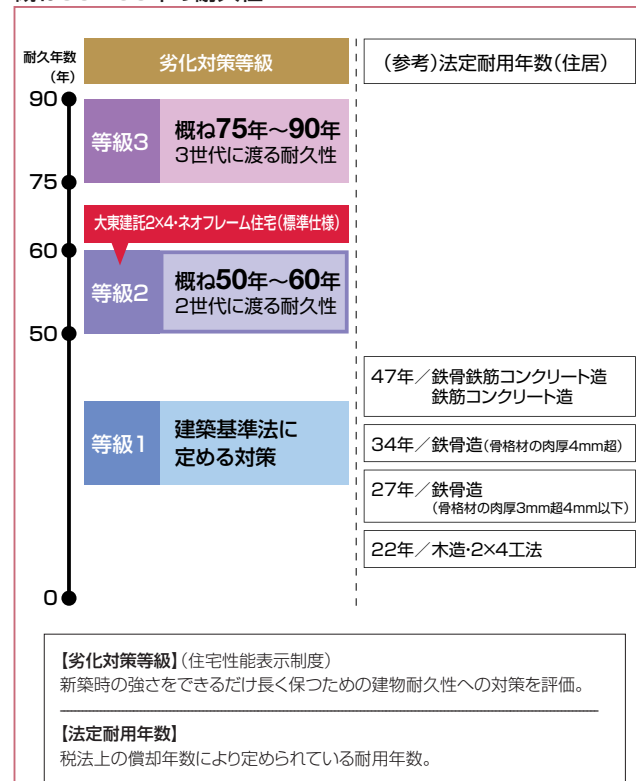 耐久年数
(年)
劣化対策等級
(参考)法定耐用年数(住居)
90
等級3
概ね75年〜90年
3世代に渡る耐久性
75
大東建託2×4・ネオフレーム住宅(標準仕様)
60
等級2
概ね50年〜60年
2世代に渡る耐久性
50
47年/鉄骨鉄筋コンクリート造
鉄筋コンクリート造
等級1
建築基準法に
定める対策
34年/鉄骨造(骨格材の肉厚4mm超)
27年/鉄骨造
(骨格材の肉厚3mm超4mm以下)
22年/木造・2×4工法
0
【劣化対策等級】(住宅性能表示制度)
新築時の強さをできるだけ長く保つための建物耐久性への対策を評価。
【法定耐用年数】
税法上の償却年数により定められている耐用年数。